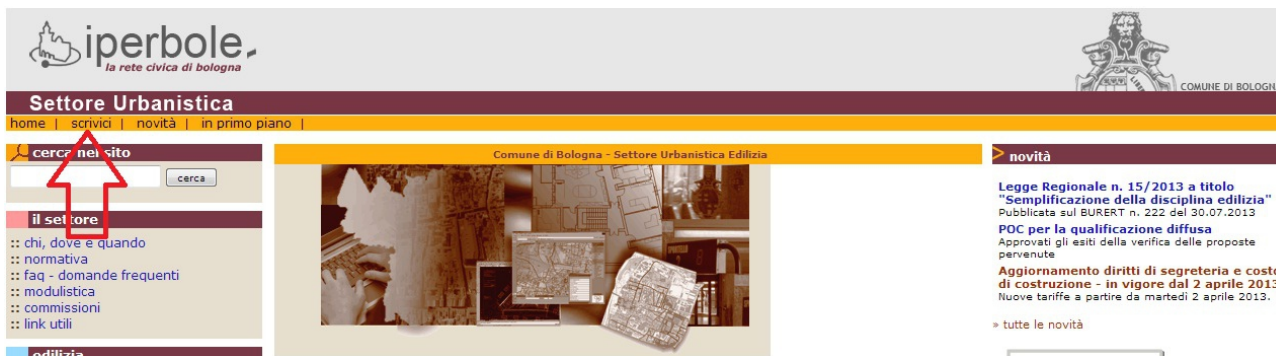 iperbole
la rete civica di bologna
COMUNE DI BOLOGN
Settore Urbanistica
home | scrivici | novità | in primo piano |
cerca nel sito
cerca
il settore
:: chi, dove e quando
:: normativa
:: faq - domande frequenti
:: modulistica
:: commissioni
:: link utili
edilizia
Comune di Bologna - Settore Urbanistica Edilizia
> novità
Legge Regionale n. 15/2013 a titolo
"Semplificazione della disciplina edilizia"
Pubblicata sul BURERT n. 222 del 30.07.2013
POC per la qualificazione diffusa
Approvati gli esiti della verifica delle proposte
pervenute
Aggiornamento diritti di segreteria e costo
di costruzione - in vigore dal 2 aprile 2013
Nuove tariffe a partire da martedì 2 aprile 2013.
» tutte le novità